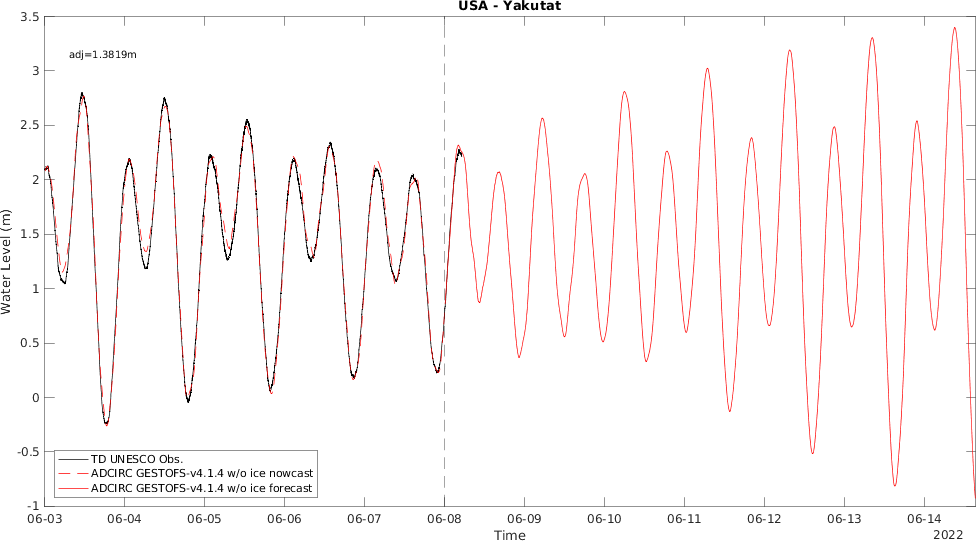 USA - Yakutat
adj=1.3819m
Water Level (m)
3.5
3
2.5
2
1.5
1
0.5
0
-0.5
-1
TD UNESCO Obs.
ADCIRC GESTOFS-v4.1.4 w/o ice nowcast
ADCIRC GESTOFS-v4.1.4 w/o ice forecast
06-03 06-04 06-05 06-06 06-07 06-08 06-09 06-10 06-11 06-12 06-13 06-14
Time
2022